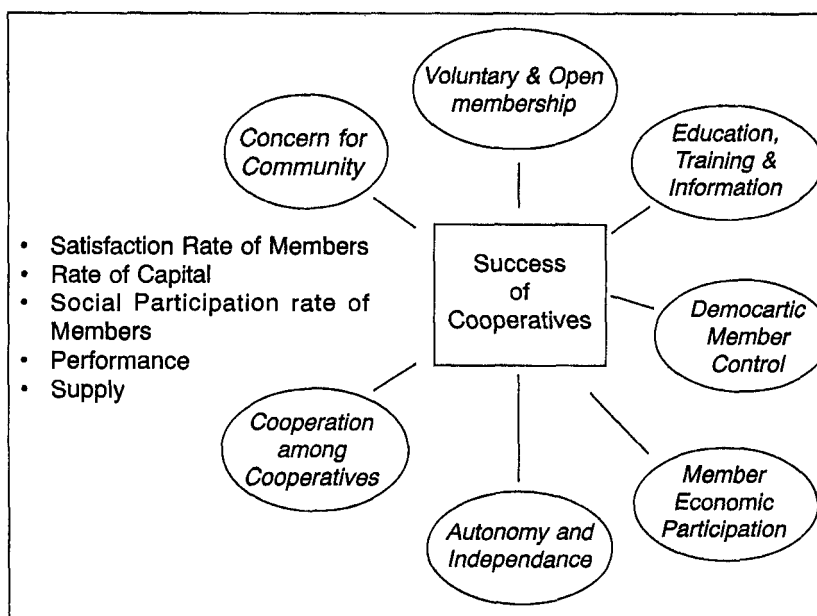 Voluntary & Open
membership
Concern for
Community
Education,
Training &
Information
• Satisfaction Rate of Members
• Rate of Capital
• Social Participation rate of
Members
• Performance
• Supply
Success
of
Cooperatives
Democartic
Member
Control
Cooperation
among
Cooperatives
Member
Economic
Participation
Autonomy and
Independance